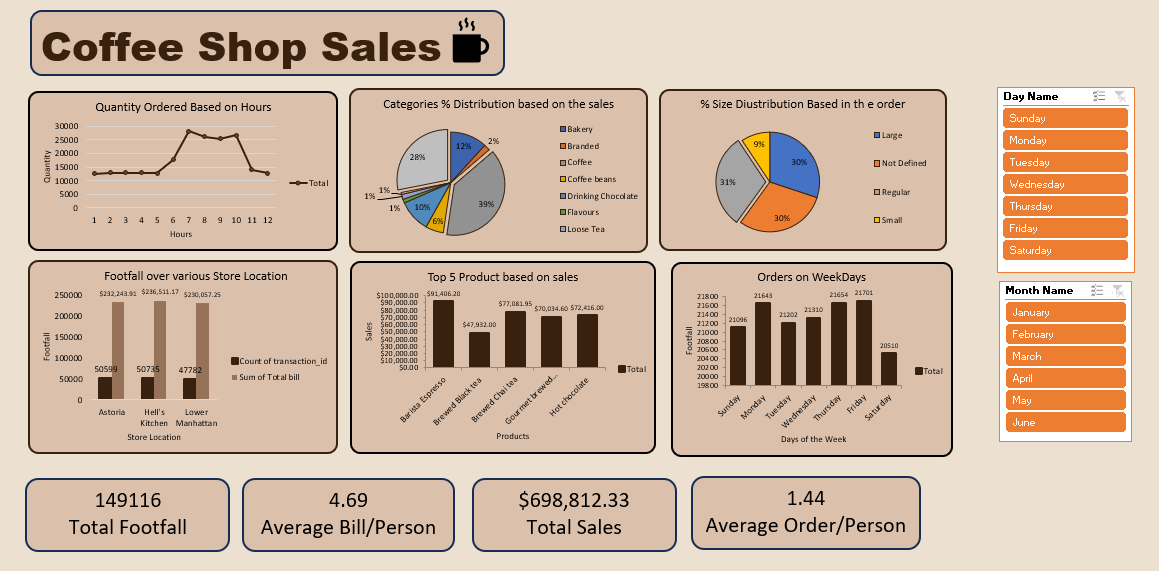 Coffee Shop Sales
Quantity Ordered Based on Hours
Quantity
30000
25000
20000
15000
10000
5000
0
1 2 3 4 5 6 7 8 9 10 11 12
Hours
Total
Categories % Distribution based on the sales
12%
2%
39%
6%
10%
1%
1%
1%
28%
Bakery
Branded
Coffee
Coffee beans
Drinking Chocolate
Flavours
Loose Tea
% Size Diustribution Based in th e order
30%
30%
31%
9%
Large
Not Defined
Regular
Small
Day Name
Sunday
Monday
Tuesday
Wednesday
Thursday
Friday
Saturday
Footfall over various Store Location
Footfall
250000
200000
150000
100000
50000
0
$232,243.91 $236,511.17 $230,057.25
50599 50735 47782
Astoria Hell's Kitchen Lower Manhattan
Store Location
Count of transaction_id
Sum of Total bill
Top 5 Product based on sales
Sales
$100,000.00
$90,000.00
$80,000.00
$70,000.00
$60,000.00
$50,000.00
$40,000.00
$30,000.00
$20,000.00
$10,000.00
$0.00
$91,406.20
$47,932.00
$77,081.95
$70,034.60
$72,416.00
Barista Espresso
Brewed Black tea
Brewed Chai tea
Gourmet brewed...
Hot chocolate
Products
Total
Orders on WeekDays
Footfall
21800
21600
21400
21200
21000
20800
20600
20400
20200
20000
19800
21096
21643
21202
21310
21654
21701
20510
Sunday
Monday
Tuesday
Wednesday
Thursday
Friday
Saturday
Days of the Week
Total
Month Name
January
February
March
April
May
June
149116
Total Footfall
4.69
Average Bill/Person
$698,812.33
Total Sales
1.44
Average Order/Person